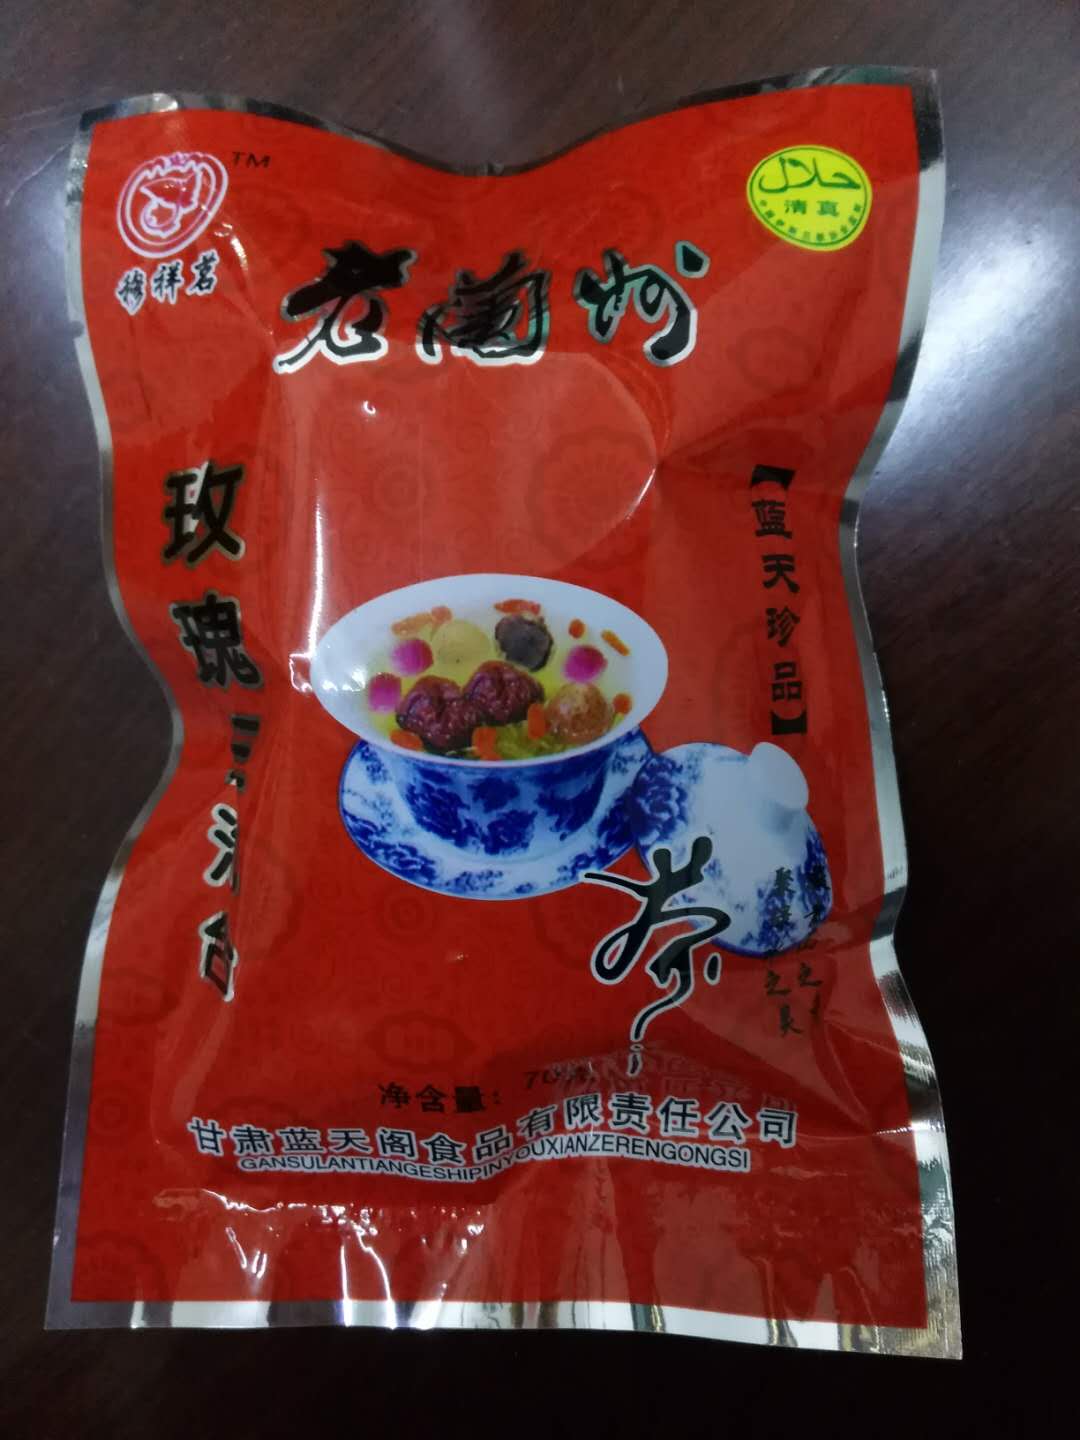 TM
穆祥茗
حلال
清真
老蘭州
玫瑰
【蓝天珍品】
茶
净含量：
甘肃蓝天阁食品有限责任公司
GANSULANTIANGESHIPINYOUXIANZERENGONGSI